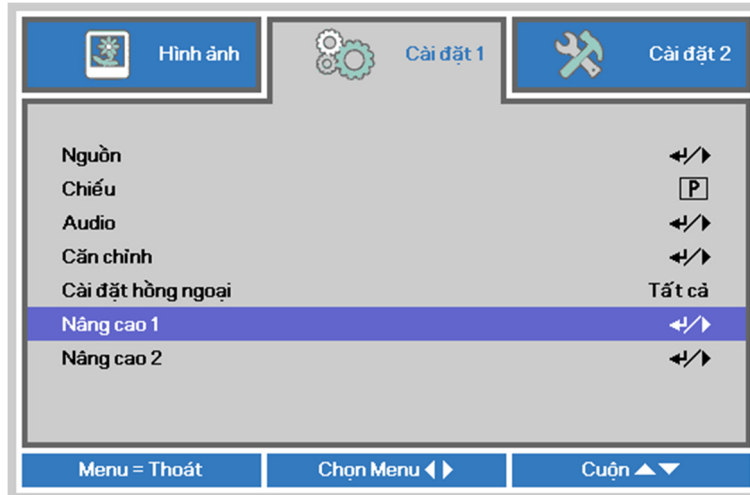 Hình ảnh
Cài đặt 1
Cài đặt 2
Nguồn
Chiếu P
Audio
Căn chỉnh
Cài đặt hồng ngoại Tất cả
Nâng cao 1
Nâng cao 2
Menu = Thoát
Chọn Menu ◀ ▶
Cuộn ▲ ▼